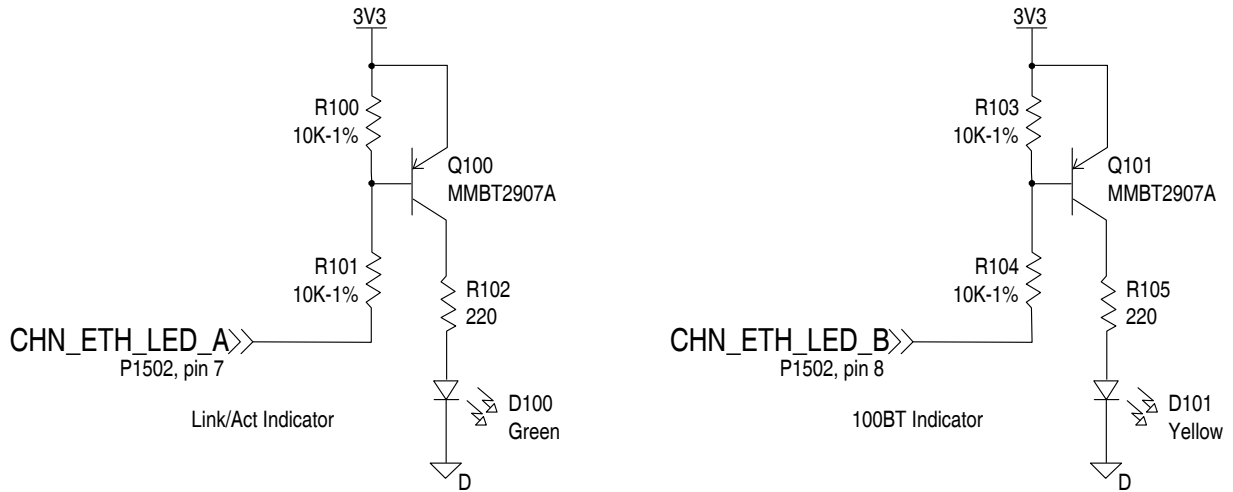 3V3
R100
10K-1%
Q100
MMBT2907A
R101
10K-1%
R102
220
CHN_ETH_LED_A
P1502, pin 7
Link/Act Indicator
D100
Green
D
3V3
R103
10K-1%
Q101
MMBT2907A
R104
10K-1%
R105
220
CHN_ETH_LED_B
P1502, pin 8
100BT Indicator
D101
Yellow
D